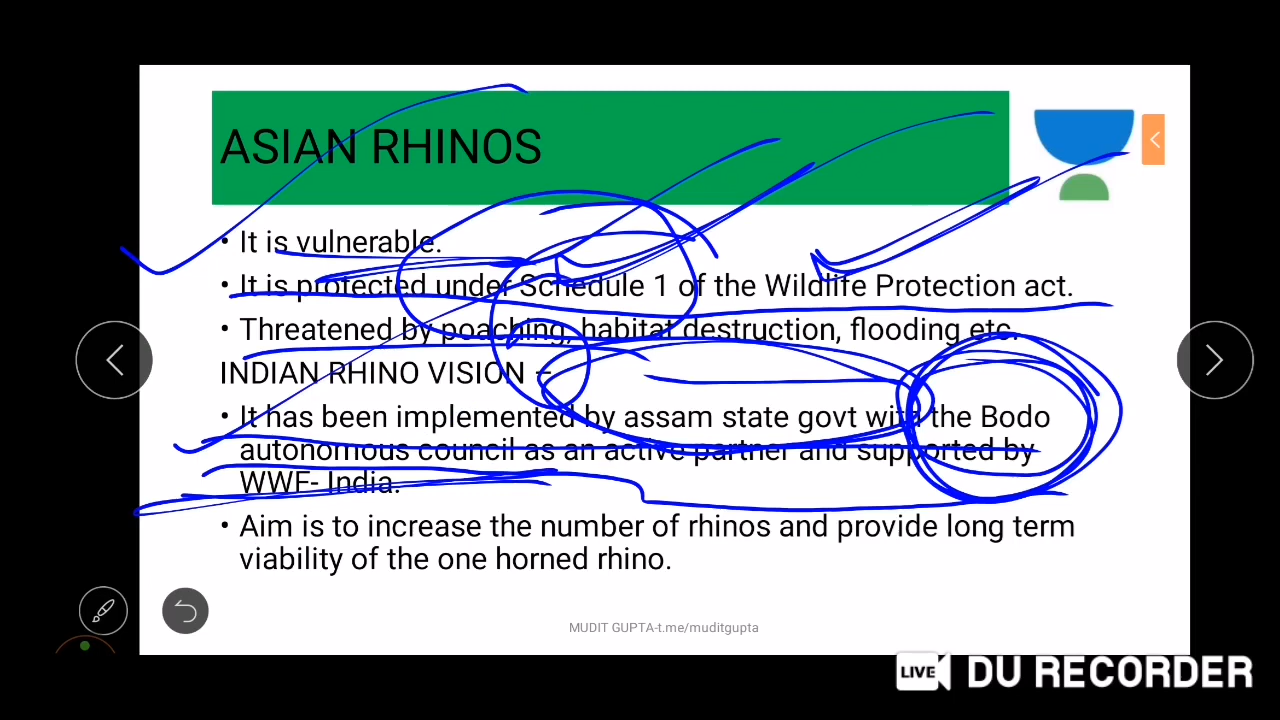 ASIAN RHINOS
• It is vulnerable.
• It is protected under Schedule 1 of the Wildlife Protection act.
• Threatened by poaching, habitat destruction, flooding etc.
INDIAN RHINO VISION –
• It has been implemented by assam state govt with the Bodo
autonomous council as an active partner and supported by
WWF- India.
• Aim is to increase the number of rhinos and provide long term
viability of the one horned rhino.
MUDIT GUPTA-t.me/muditgupta
LIVE DU RECORDER